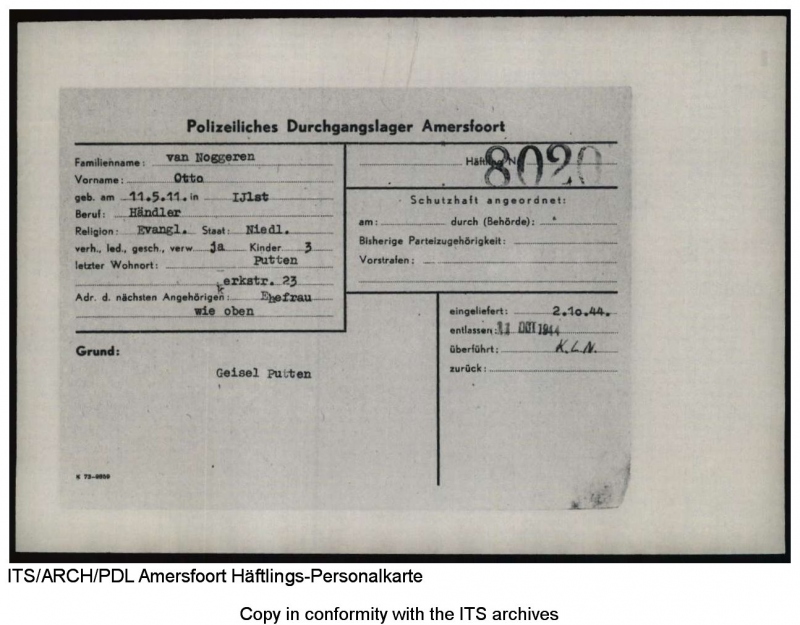 Polizeiliches Durchgangslager Amersfoort
Familienname: van Noggeren
Vorname: Otto
geb. am 11.5.11. in IJlst
Beruf: Händler
Religion: Evangl. Staat: Niedl.
verh., led., gesch., verw. ja Kinder 3
letzter Wohnort: Putten
erkstr. 23
Adr. d. nächsten Angehörigen: Ehefrau
wie oben
Häftling N 8020
Schutzhaft angeordnet:
am: durch (Behörde):
Bisherige Parteizugehörigkeit:
Vorstrafen:
Grund:
Geisel Putten
eingeliefert: 2.10.44.
entlassen: 11 OKT 1944
überführt: K.L.N.
zurück:
ITS/ARCH/PDL Amersfoort Häftlings-Personalkarte
Copy in conformity with the ITS archives